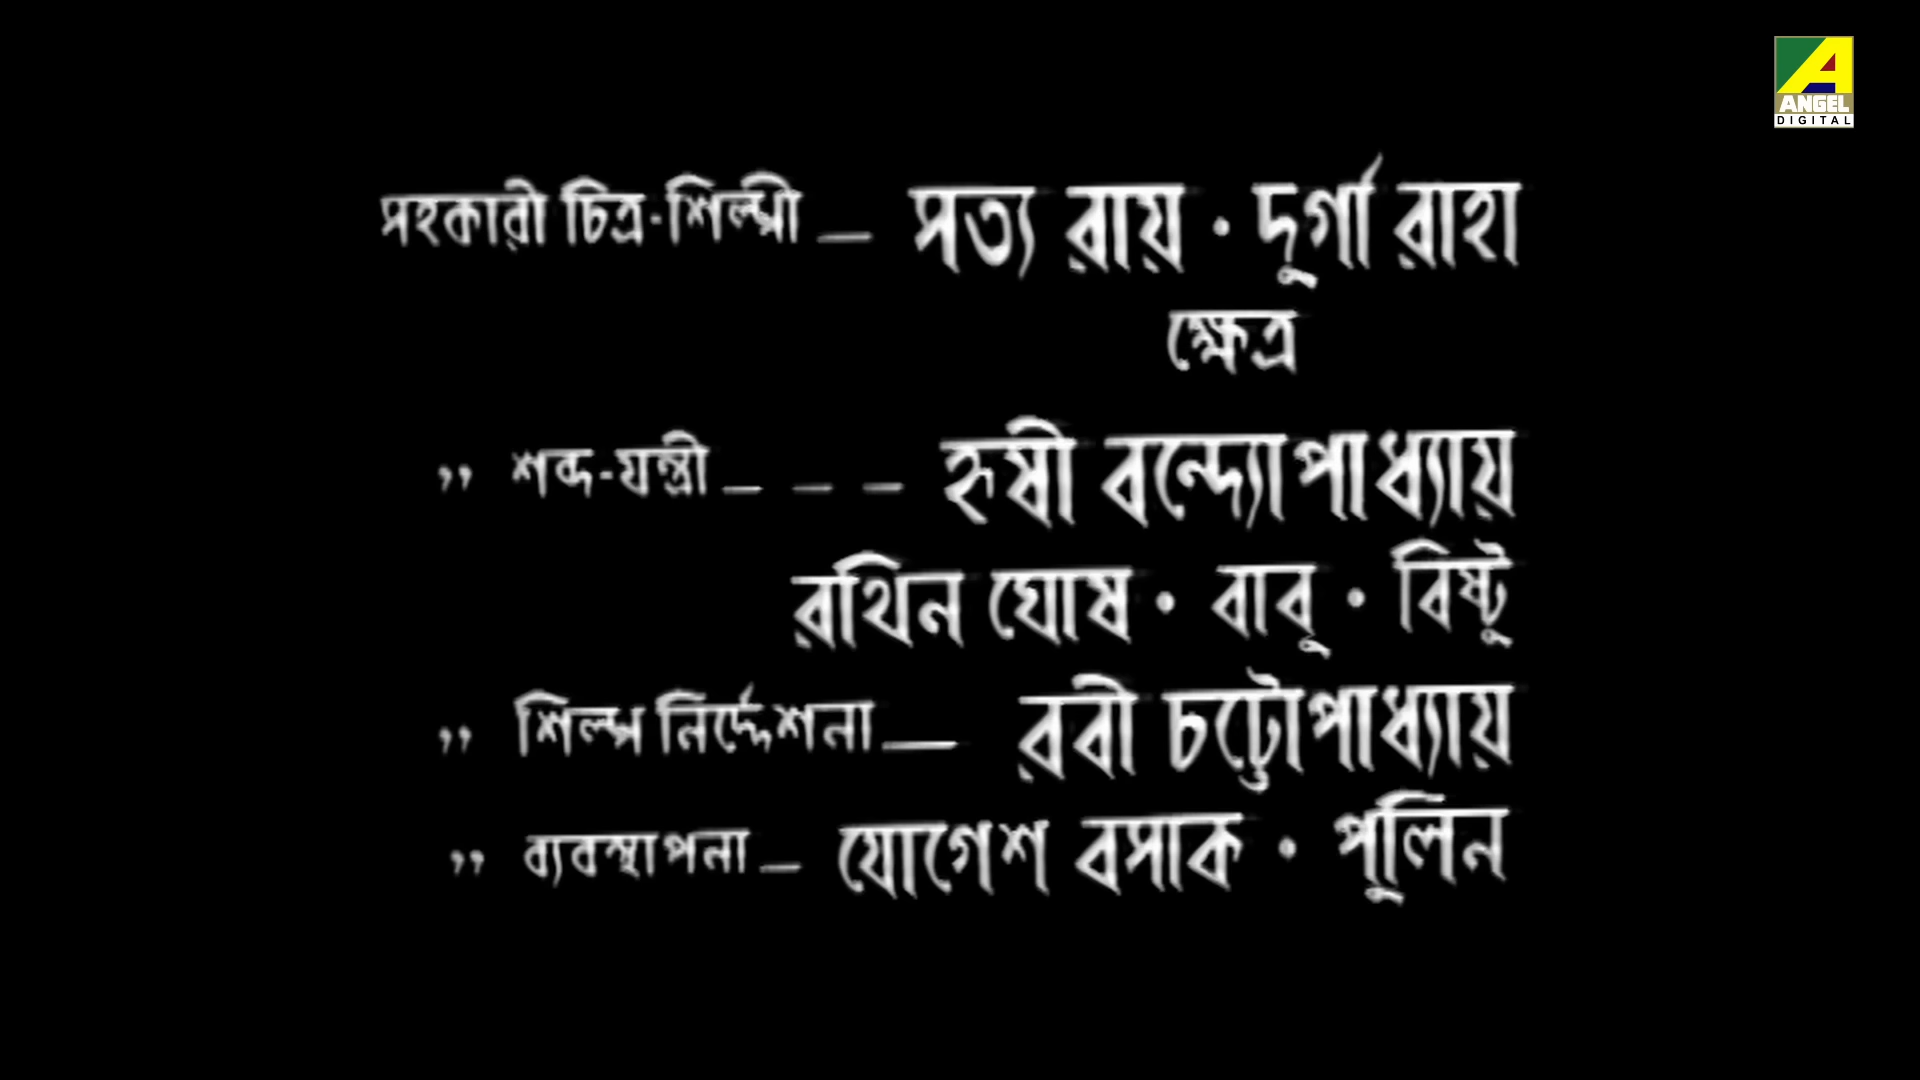 ANGEL
DIGITAL
সহকারী চিত্র-শিল্পী — সত্য রায় • দুর্গা রাহা
ক্ষেত্র
,, শব্দ-যন্ত্রী — — — হৃষী বন্দ্যোপাধ্যায়
রথিন ঘোষ • বাবু • বিষ্টু
,, শিল্প নির্দ্দেশনা — রবী চট্টোপাধ্যায়
,, ব্যবস্থাপনা — যোগেশ বসাক • পুলিন